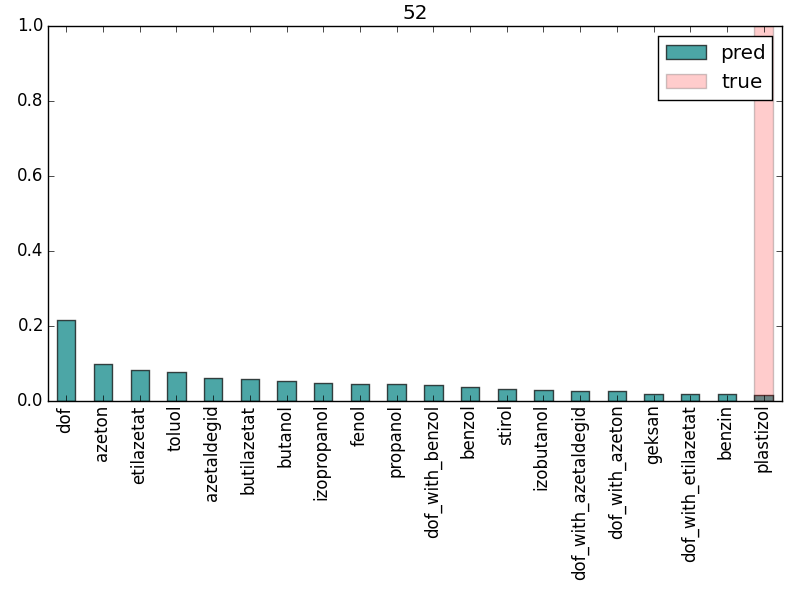 52
1.0
0.8
0.6
0.4
0.2
0.0
pred
true
dof
azeton
etilazetat
toluol
azetaldegid
butilazetat
butanol
izopropanol
fenol
propanol
dof_with_benzol
benzol
stirol
izobutanol
dof_with_azetaldegid
dof_with_azeton
geksan
dof_with_etilazetat
benzin
plastizol